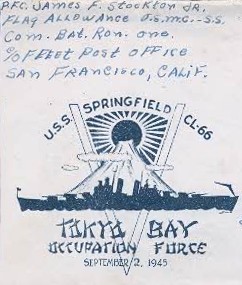 P.F.C. JAMES F. STOCKTON JR.
FLAG ALLOWANCE U.S.M.C.-S.S.
COM. BAT. RON. ONE.
C/O FLEET POST OFFICE
SAN FRANCISCO, CALIF.
U.S.S. SPRINGFIELD CL-66
TOKYO BAY
OCCUPATION FORCE
SEPTEMBER 2, 1945